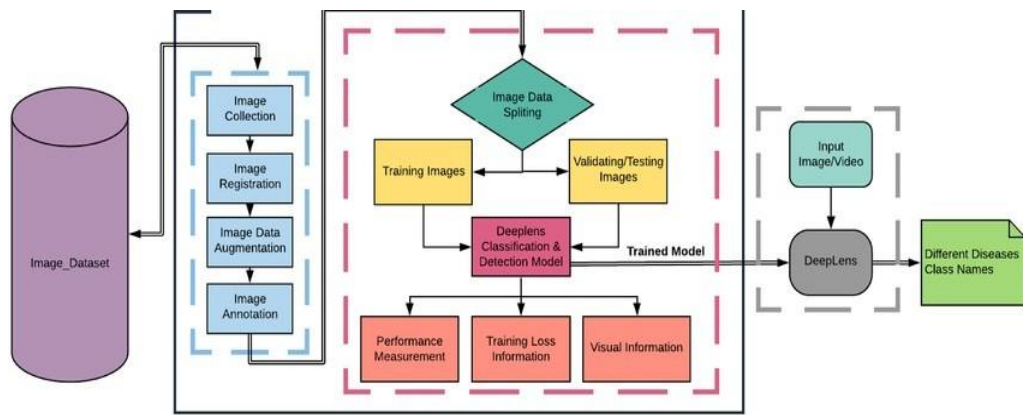 Image_Dataset
Image
Collection
Image
Registration
Image Data
Augmentation
Image
Annotation
Image Data
Spliting
Training Images
Validating/Testing
Images
Deeplens
Classification &
Detection Model
Performance
Measurement
Training Loss
Information
Visual Information
Trained Model
Input
Image/Video
DeepLens
Different Diseases
Class Names